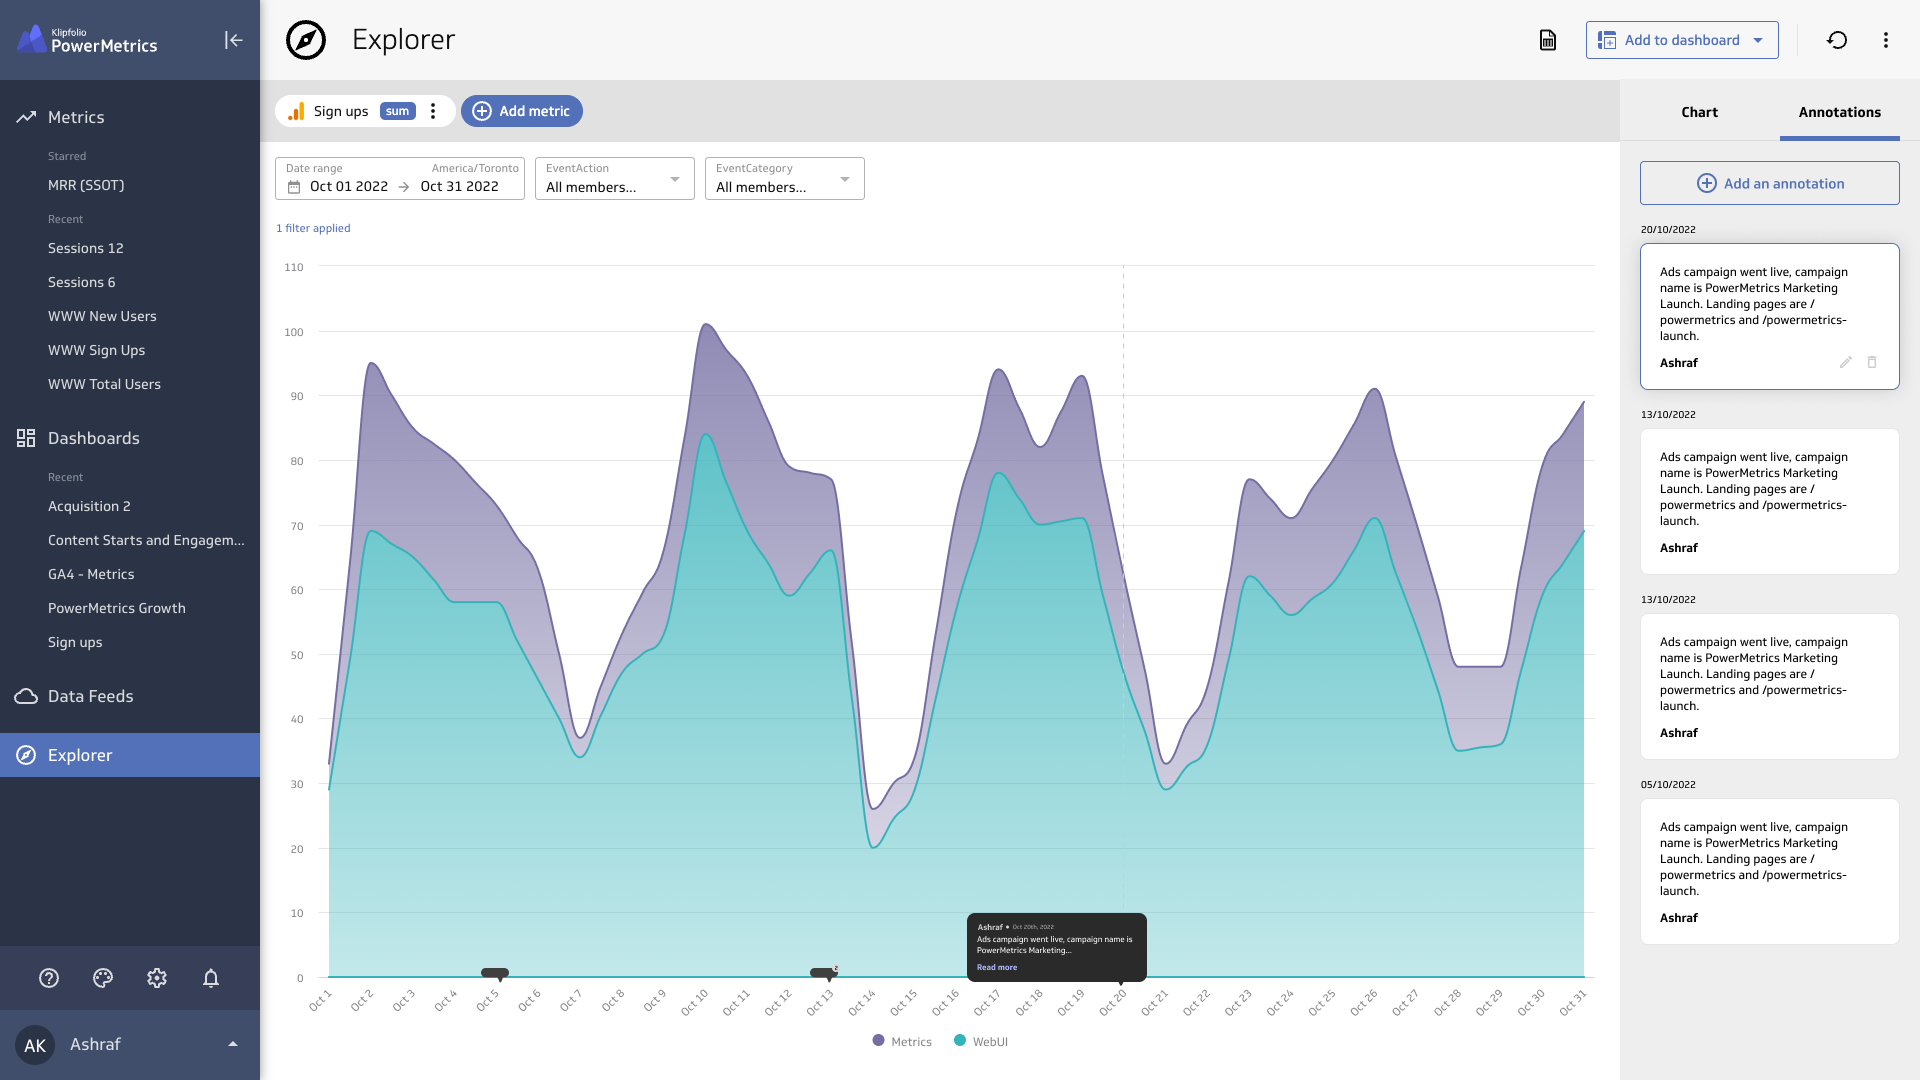 Klipfolio
PowerMetrics
Metrics
Starred
MRR (SSOT)
Recent
Sessions 12
Sessions 6
WWW New Users
WWW Sign Ups
WWW Total Users
Dashboards
Recent
Acquisition 2
Content Starts and Engagem...
GA4 - Metrics
PowerMetrics Growth
Sign ups
Data Feeds
Explorer
AK
Ashraf
Explorer
Add to dashboard
Sign ups
sum
Add metric
Date range
America/Toronto
Oct 01 2022 → Oct 31 2022
EventAction
All members...
EventCategory
All members...
1 filter applied
110
100
90
80
70
60
50
40
30
20
10
0
Ashraf • Oct 20th, 2022
Ads campaign went live, campaign name is
PowerMetrics Marketing...
Read more
2
Oct 1
Oct 2
Oct 3
Oct 4
Oct 5
Oct 6
Oct 7
Oct 8
Oct 9
Oct 10
Oct 11
Oct 12
Oct 13
Oct 14
Oct 15
Oct 16
Oct 17
Oct 18
Oct 19
Oct 20
Oct 21
Oct 22
Oct 23
Oct 24
Oct 25
Oct 26
Oct 27
Oct 28
Oct 29
Oct 30
Oct 31
Metrics
WebUI
Chart
Annotations
Add an annotation
20/10/2022
Ads campaign went live, campaign
name is PowerMetrics Marketing
Launch. Landing pages are /
powermetrics and /powermetrics-
launch.
Ashraf
13/10/2022
Ads campaign went live, campaign
name is PowerMetrics Marketing
Launch. Landing pages are /
powermetrics and /powermetrics-
launch.
Ashraf
13/10/2022
Ads campaign went live, campaign
name is PowerMetrics Marketing
Launch. Landing pages are /
powermetrics and /powermetrics-
launch.
Ashraf
05/10/2022
Ads campaign went live, campaign
name is PowerMetrics Marketing
Launch. Landing pages are /
powermetrics and /powermetrics-
launch.
Ashraf